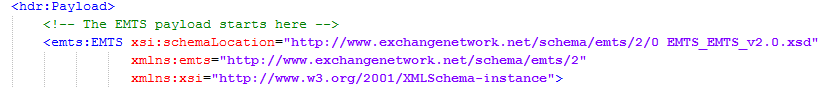 <hdr:Payload>
<!-- The EMTS payload starts here -->
<emts:EMTS xsi:schemaLocation="http://www.exchangenetwork.net/schema/emts/2/0 EMTS_EMTS_v2.0.xsd"
xmlns:emts="http://www.exchangenetwork.net/schema/emts/2"
xmlns:xsi="http://www.w3.org/2001/XMLSchema-instance">